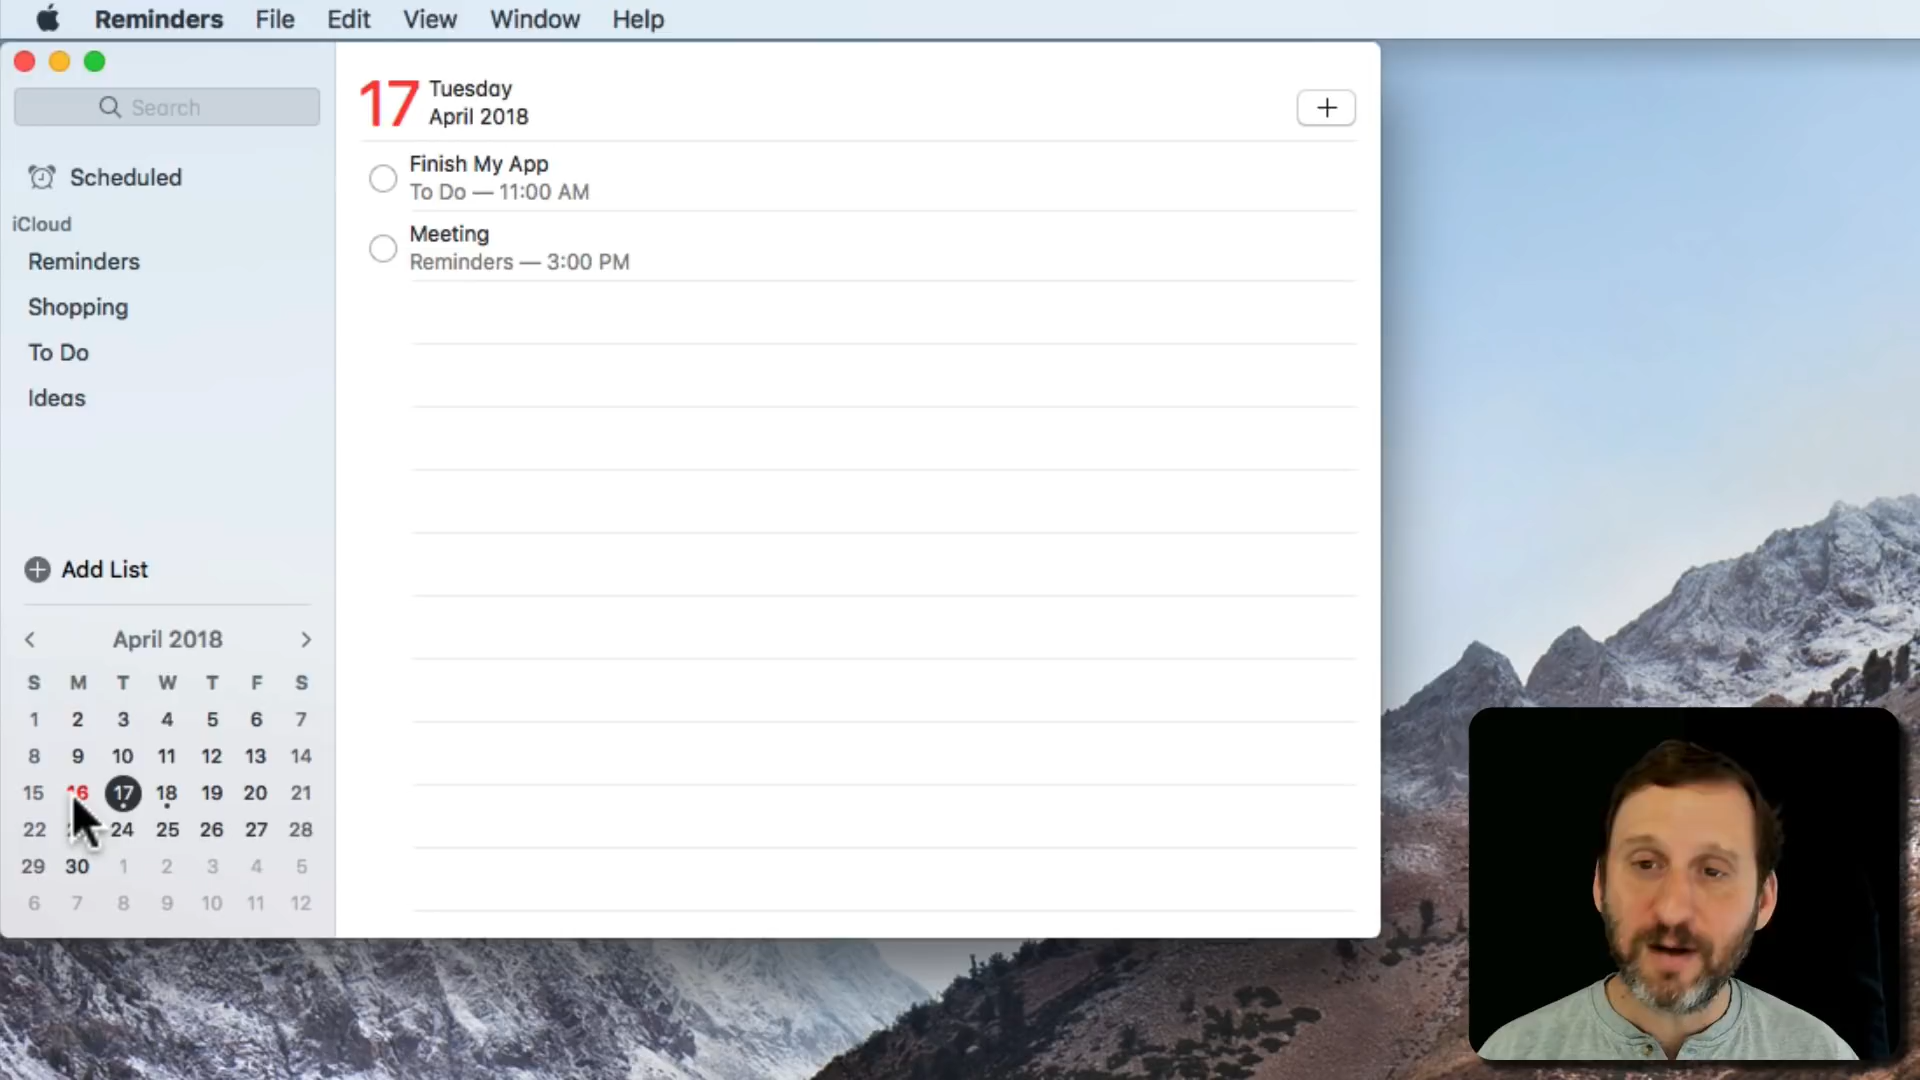 Reminders File Edit View Window Help
Search
Scheduled
iCloud
Reminders
Shopping
To Do
Ideas
Add List
April 2018
S M T W T F S
1 2 3 4 5 6 7
8 9 10 11 12 13 14
15 16 17 18 19 20 21
22 24 25 26 27 28
29 30 1 2 3 4 5
6 7 8 9 10 11 12
17
Tuesday
April 2018
+
Finish My App
To Do — 11:00 AM
Meeting
Reminders — 3:00 PM